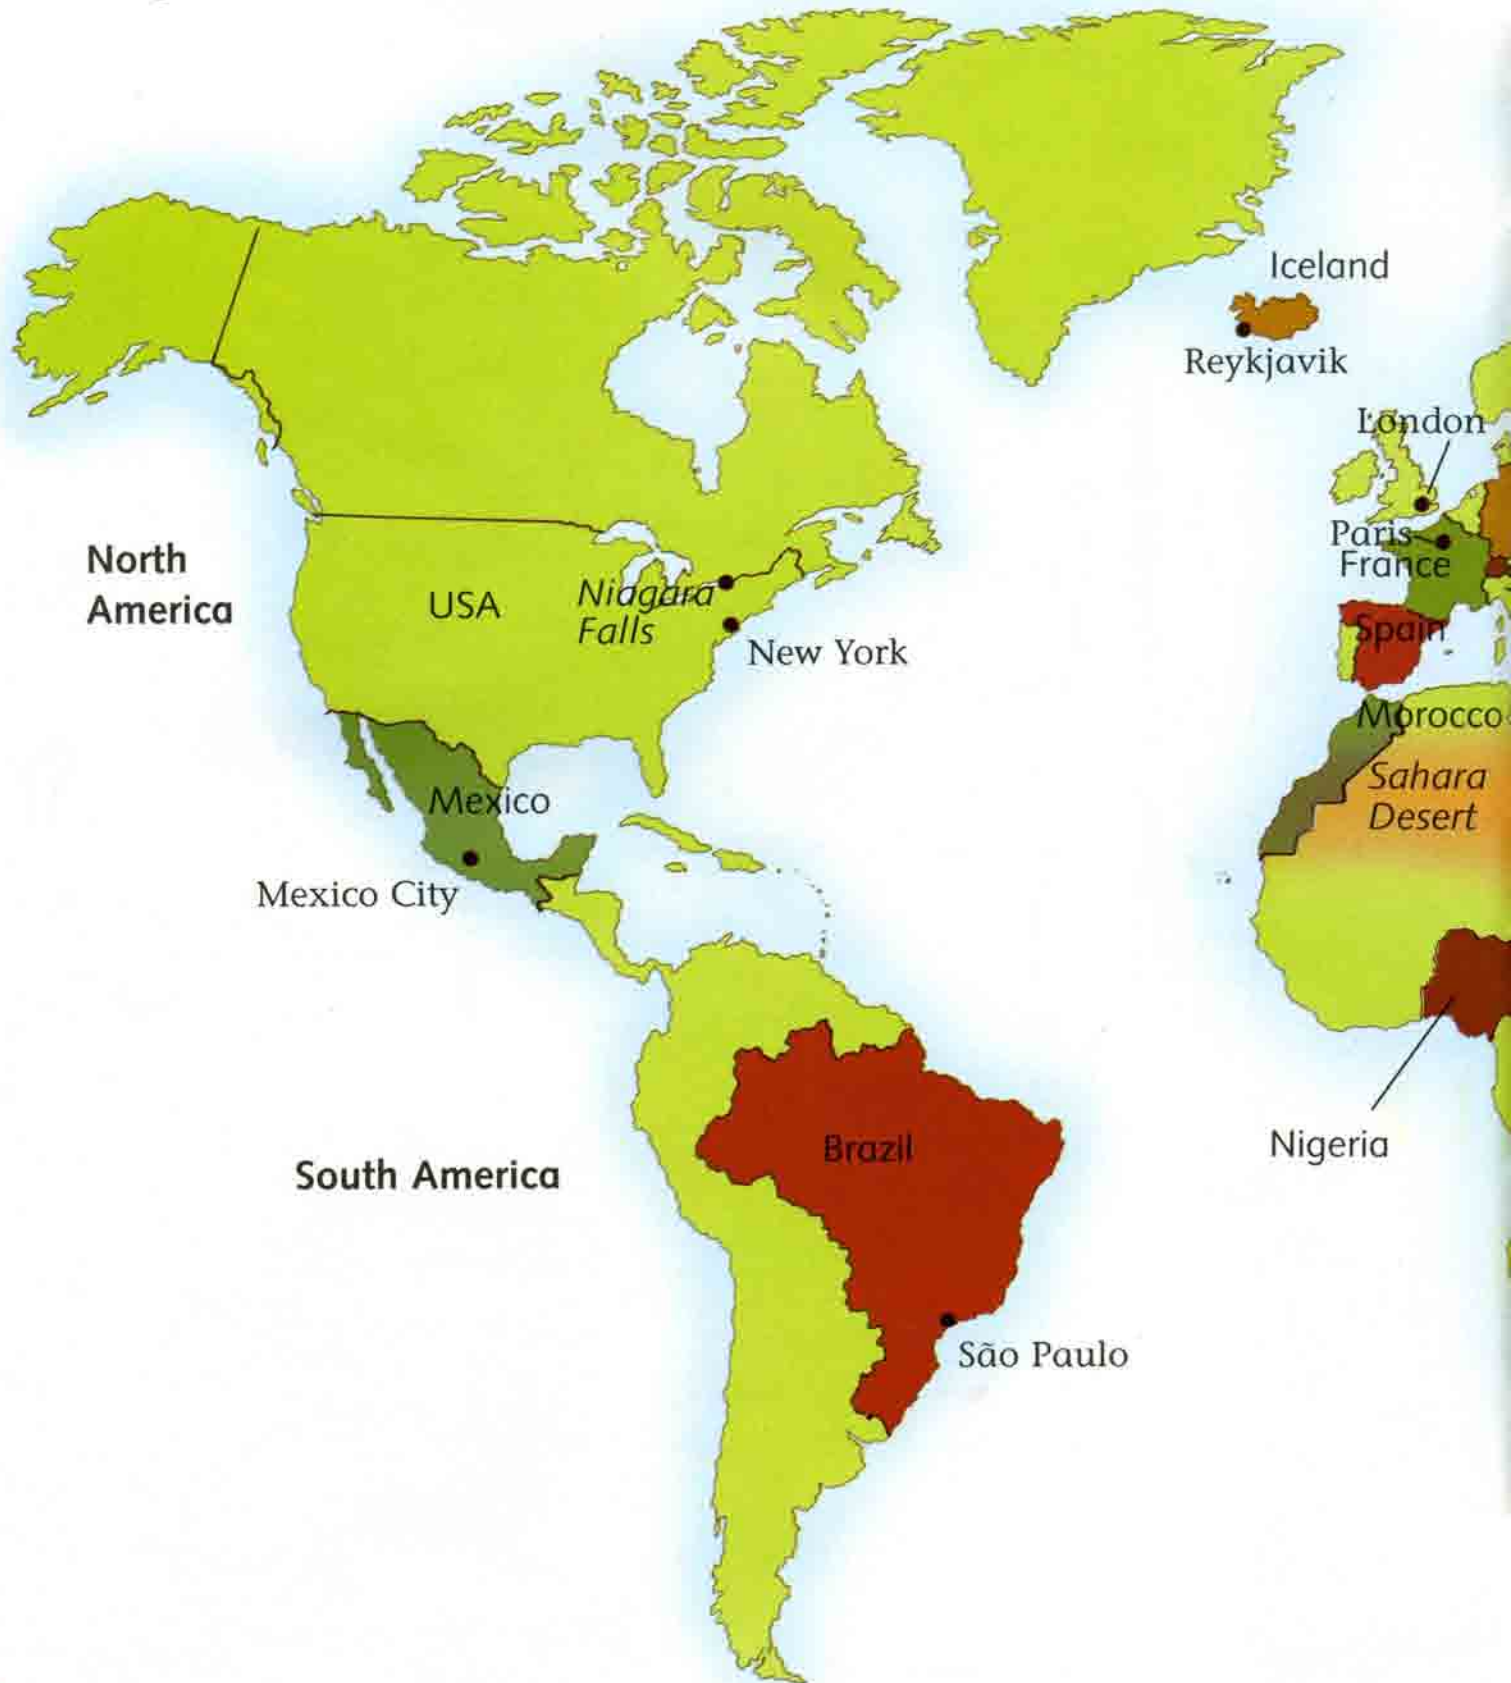 Iceland
Reykjavik
London
Paris
France
North
America
USA
Niagara
Falls
New York
Spain
Morocco
Sahara
Desert
Mexico
Mexico City
Nigeria
Brazil
South America
São Paulo